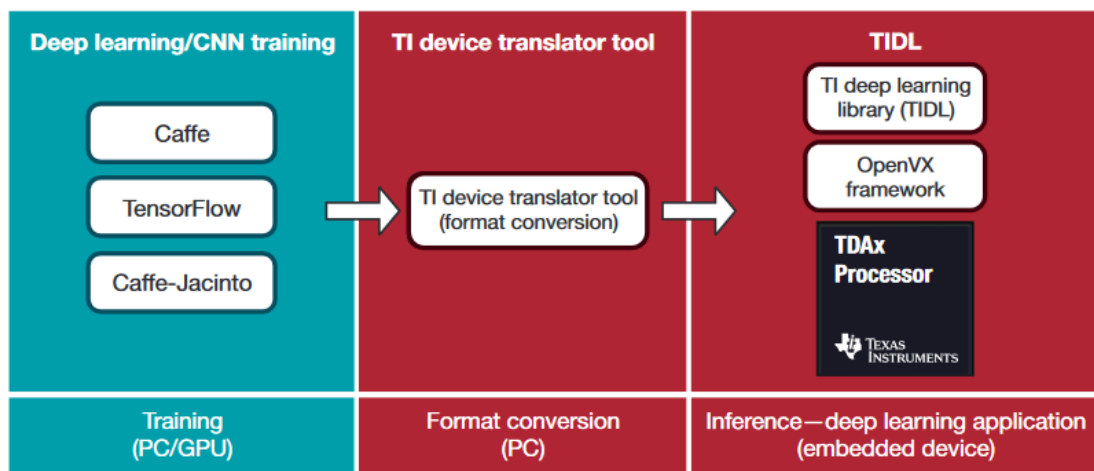 Deep learning/CNN training
Caffe
TensorFlow
Caffe-Jacinto
Training
(PC/GPU)
TI device translator tool
TI device translator tool
(format conversion)
Format conversion
(PC)
TIDL
TI deep learning
library (TIDL)
OpenVX
framework
TDAx
Processor
TEXAS
INSTRUMENTS
Inference—deep learning application
(embedded device)